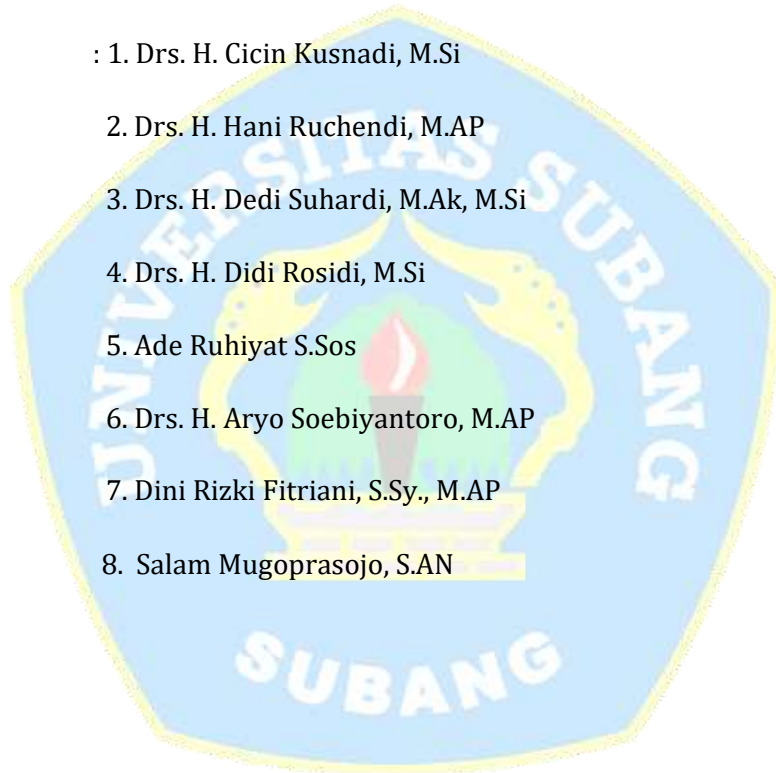 : 1. Drs. H. Cicin Kusnadi, M.Si
2. Drs. H. Hani Ruchendi, M.AP
3. Drs. H. Dedi Suhardi, M.Ak, M.Si
4. Drs. H. Didi Rosidi, M.Si
5. Ade Ruhiyat S.Sos
6. Drs. H. Aryo Soebiyantoro, M.AP
7. Dini Rizki Fitriani, S.Sy., M.AP
8. Salam Mugoprasojo, S.AN
UNIVERSITAS SUBANG
SUBANG